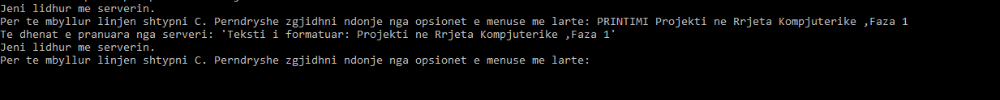 Jeni lidhur me serverin.
Per te mbyllur linjen shtypni C. Perndryshe zgjidhni ndonje nga opsionet e menuse me larte: PRINTIMI Projekti ne Rrjeta Kompjuterike ,Faza 1
Te dhenat e pranuara nga serveri: 'Teksti i formatuar: Projekti ne Rrjeta Kompjuterike ,Faza 1'
Jeni lidhur me serverin.
Per te mbyllur linjen shtypni C. Perndryshe zgjidhni ndonje nga opsionet e menuse me larte: